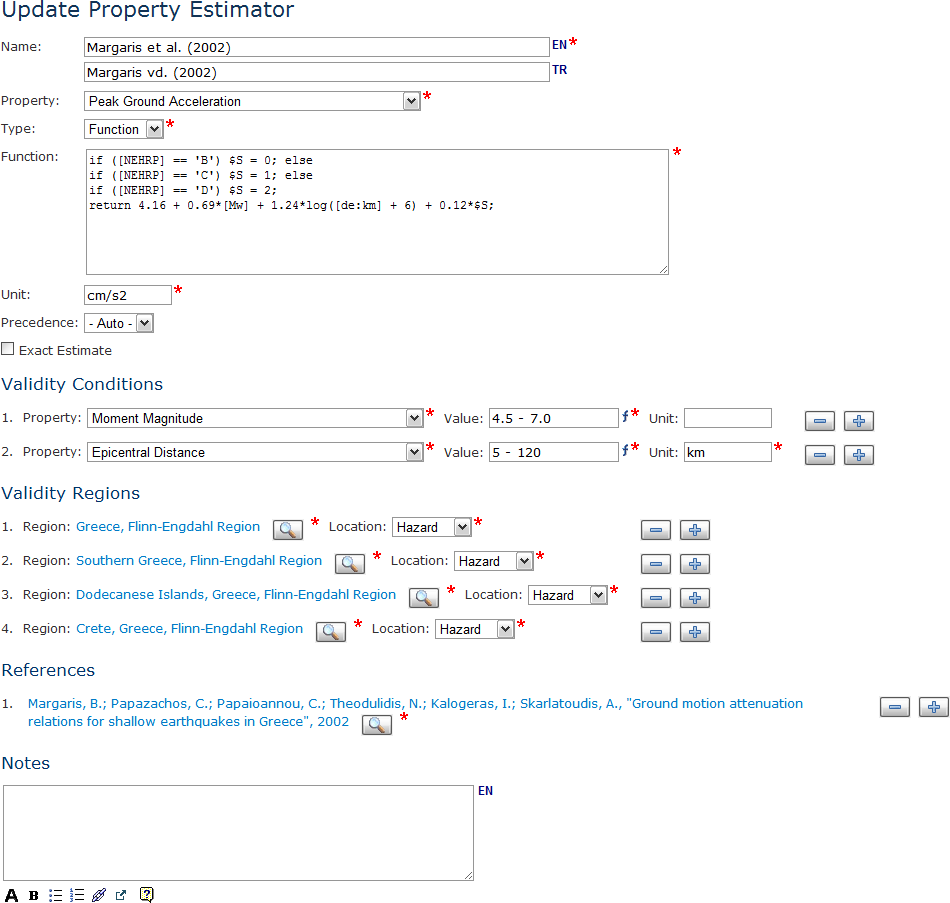 Update Property Estimator
Name: Margaris et al. (2002) EN*
Margaris vd. (2002) TR
Property: Peak Ground Acceleration *
Type: Function *
Function: *
if ([NEHRP] == 'B') $S = 0; else
if ([NEHRP] == 'C') $S = 1; else
if ([NEHRP] == 'D') $S = 2;
return 4.16 + 0.69*[Mw] + 1.24*log([de:km] + 6) + 0.12*$S;
Unit: cm/s2 *
Precedence: - Auto -
Exact Estimate
Validity Conditions
1. Property: Moment Magnitude * Value: 4.5 - 7.0 f* Unit:
2. Property: Epicentral Distance * Value: 5 - 120 f* Unit: km *
Validity Regions
1. Region: Greece, Flinn-Engdahl Region * Location: Hazard *
2. Region: Southern Greece, Flinn-Engdahl Region * Location: Hazard *
3. Region: Dodecanese Islands, Greece, Flinn-Engdahl Region * Location: Hazard *
4. Region: Crete, Greece, Flinn-Engdahl Region * Location: Hazard *
References
1. Margaris, B.; Papazachos, C.; Papaioannou, C.; Theodulidis, N.; Kalogeras, I.; Skarlatoudis, A., "Ground motion attenuation
relations for shallow earthquakes in Greece", 2002 *
Notes
EN
A B ?